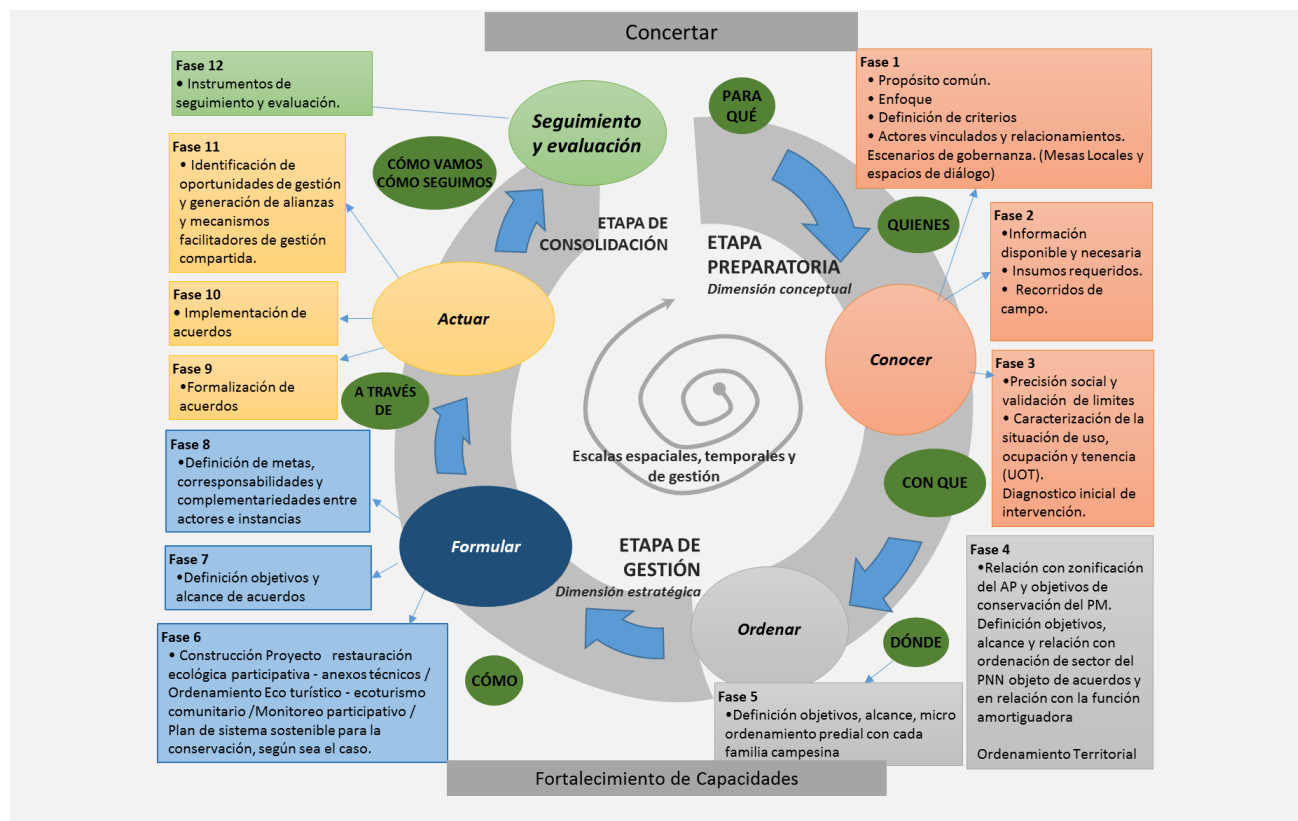 Concertar
Fase 12
• Instrumentos de
seguimiento y evaluación.
Fase 11
• Identificación de
oportunidades de gestión
y generación de alianzas
y mecanismos
facilitadores de gestión
compartida.
Fase 10
• Implementación de
acuerdos
Fase 9
•Formalización de
acuerdos
Fase 8
•Definición de metas,
corresponsabilidades y
complementariedades entre
actores e instancias
Fase 7
•Definición objetivos y
alcance de acuerdos
Fase 6
• Construcción Proyecto restauración
ecológica participativa - anexos técnicos /
Ordenamiento Eco turístico - ecoturismo
comunitario /Monitoreo participativo /
Plan de sistema sostenible para la
conservación, según sea el caso.
Seguimiento
y evaluación
CÓMO VAMOS
CÓMO SEGUIMOS
ETAPA DE
CONSOLIDACIÓN
Actuar
A TRAVÉS
DE
Formular
CÓMO
PARA
QUÉ
QUIENES
ETAPA
PREPARATORIA
Dimensión conceptual
Conocer
Escalas espaciales, temporales y
de gestión
CON QUE
ETAPA DE
GESTIÓN
Dimensión estratégica
Ordenar
DÓNDE
Fase 1
• Propósito común.
• Enfoque
• Definición de criterios
• Actores vinculados y relacionamientos.
Escenarios de gobernanza. (Mesas Locales y
espacios de diálogo)
Fase 2
•Información
disponible y necesaria
• Insumos requeridos.
• Recorridos de
campo.
Fase 3
•Precisión social y
validación de limites
• Caracterización de la
situación de uso,
ocupación y tenencia
(UOT).
Diagnostico inicial de
intervención.
Fase 4
•Relación con zonificación
del AP y objetivos de
conservación del PM.
Definición objetivos,
alcance y relación con
ordenación de sector del
PNN objeto de acuerdos y
en relación con la función
amortiguadora
Ordenamiento Territorial
Fase 5
•Definición objetivos, alcance, micro
ordenamiento predial con cada
familia campesina
Fortalecimiento de Capacidades